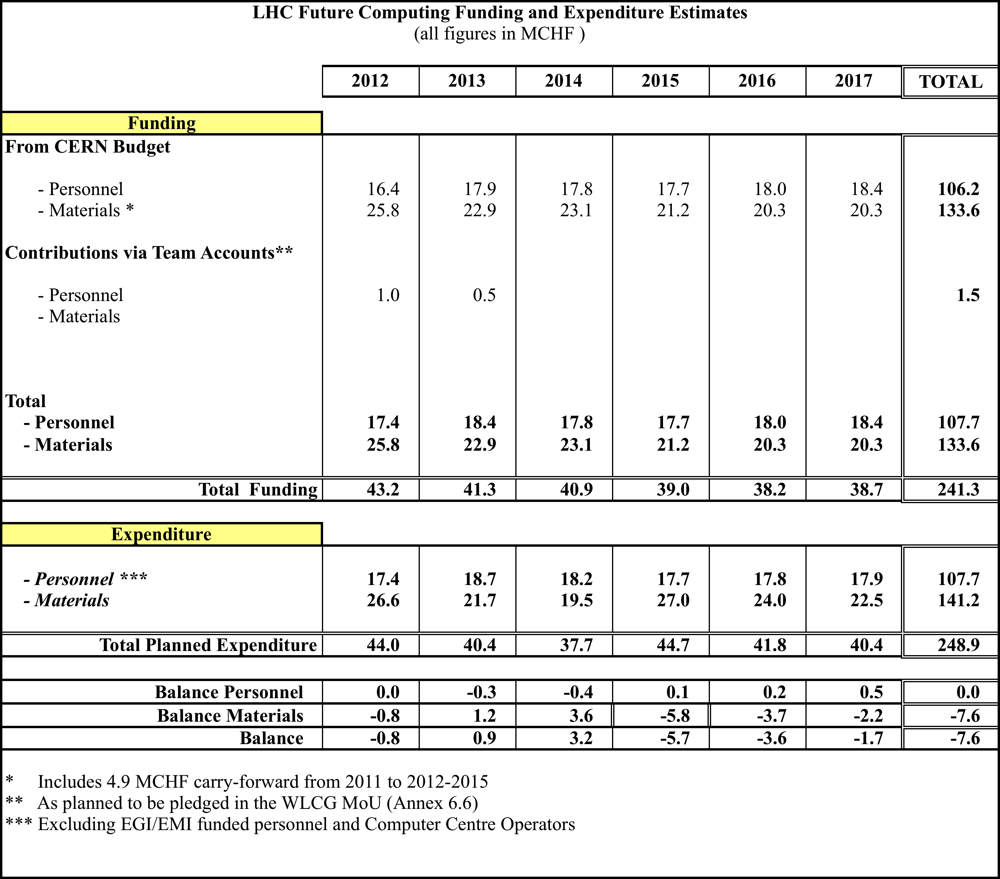 LHC Future Computing Funding and Expenditure Estimates
(all figures in MCHF )
2012 2013 2014 2015 2016 2017 TOTAL
Funding
From CERN Budget
- Personnel 16.4 17.9 17.8 17.7 18.0 18.4 106.2
- Materials * 25.8 22.9 23.1 21.2 20.3 20.3 133.6
Contributions via Team Accounts**
- Personnel 1.0 0.5 1.5
- Materials
Total
- Personnel 17.4 18.4 17.8 17.7 18.0 18.4 107.7
- Materials 25.8 22.9 23.1 21.2 20.3 20.3 133.6
Total Funding 43.2 41.3 40.9 39.0 38.2 38.7 241.3
Expenditure
- Personnel *** 17.4 18.7 18.2 17.7 17.8 17.9 107.7
- Materials 26.6 21.7 19.5 27.0 24.0 22.5 141.2
Total Planned Expenditure 44.0 40.4 37.7 44.7 41.8 40.4 248.9
Balance Personnel 0.0 -0.3 -0.4 0.1 0.2 0.5 0.0
Balance Materials -0.8 1.2 3.6 -5.8 -3.7 -2.2 -7.6
Balance -0.8 0.9 3.2 -5.7 -3.6 -1.7 -7.6
* Includes 4.9 MCHF carry-forward from 2011 to 2012-2015
** As planned to be pledged in the WLCG MoU (Annex 6.6)
*** Excluding EGI/EMI funded personnel and Computer Centre Operators